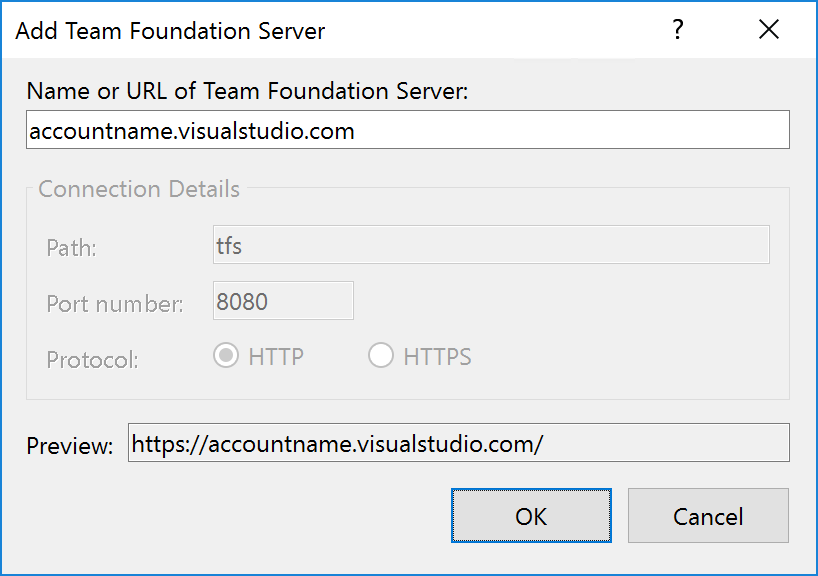 Add Team Foundation Server ?
Name or URL of Team Foundation Server:
accountname.visualstudio.com
Connection Details
Path: tfs
Port number: 8080
Protocol: HTTP HTTPS
Preview: https://accountname.visualstudio.com/
OK Cancel